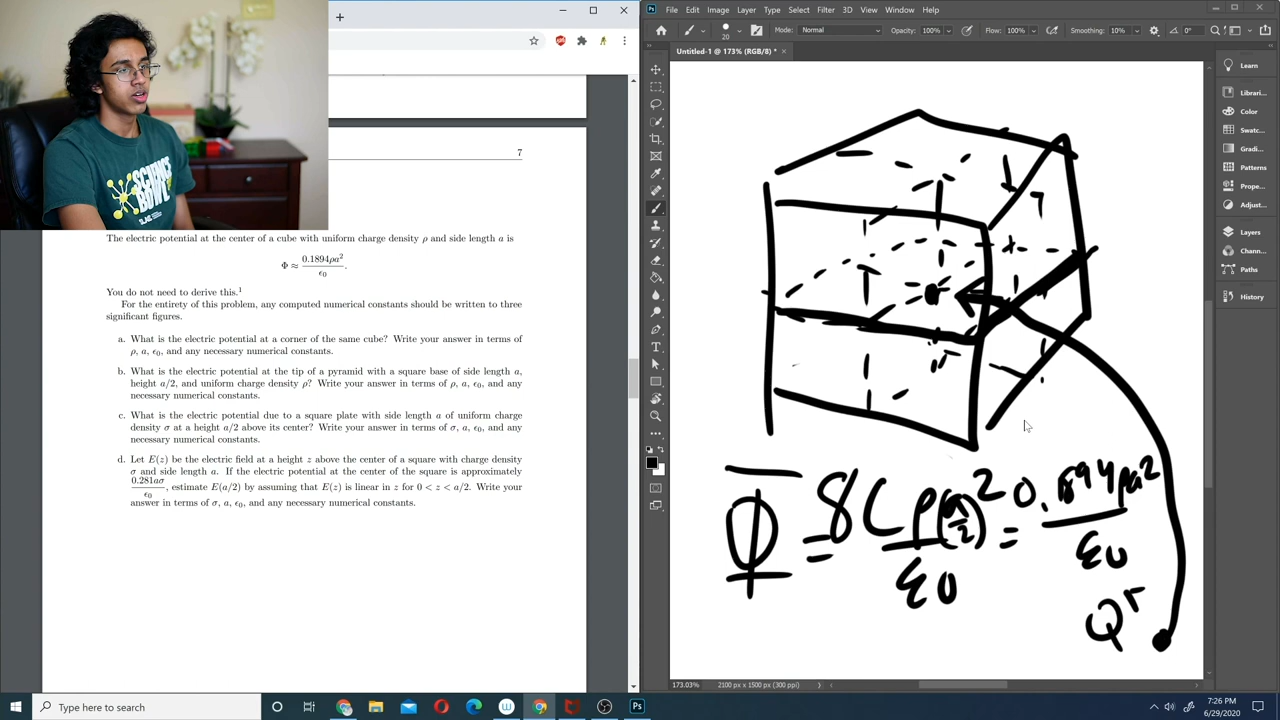 File Edit Image Layer Type Select Filter 3D View Window Help
20 Mode: Normal Opacity: 100% Flow: 100% Smoothing: 10% 0°
Untitled-1 @ 173% (RGB/8) * ×
SCIENCE
BOWL
SLAC
7
The electric potential at the center of a cube with uniform charge density ρ and side length a is
Φ ≈ 0.1894ρa² / ϵ₀ .
You do not need to derive this.¹
For the entirety of this problem, any computed numerical constants should be written to three
significant figures.
a. What is the electric potential at a corner of the same cube? Write your answer in terms of
ρ, a, ϵ₀, and any necessary numerical constants.
b. What is the electric potential at the tip of a pyramid with a square base of side length a,
height a/2, and uniform charge density ρ? Write your answer in terms of ρ, a, ϵ₀, and any
necessary numerical constants.
c. What is the electric potential due to a square plate with side length a of uniform charge
density σ at a height a/2 above its center? Write your answer in terms of σ, a, ϵ₀, and any
necessary numerical constants.
d. Let E(z) be the electric field at a height z above the center of a square with charge density
σ and side length a. If the electric potential at the center of the square is approximately
0.281aσ / ϵ₀ , estimate E(a/2) by assuming that E(z) is linear in z for 0 < z < a/2. Write your
answer in terms of σ, a, ϵ₀, and any necessary numerical constants.
Φ = 8 C ρ(a/2)² / ε0 = 0.1894ρa² / ε0
Learn
Librari...
Color
Swatc...
Gradi...
Patterns
Prope...
Adjust...
Layers
Chann...
Paths
History
173.03% 2100 px x 1500 px (300 ppi)
Type here to search
7:26 PM
6/29/2020